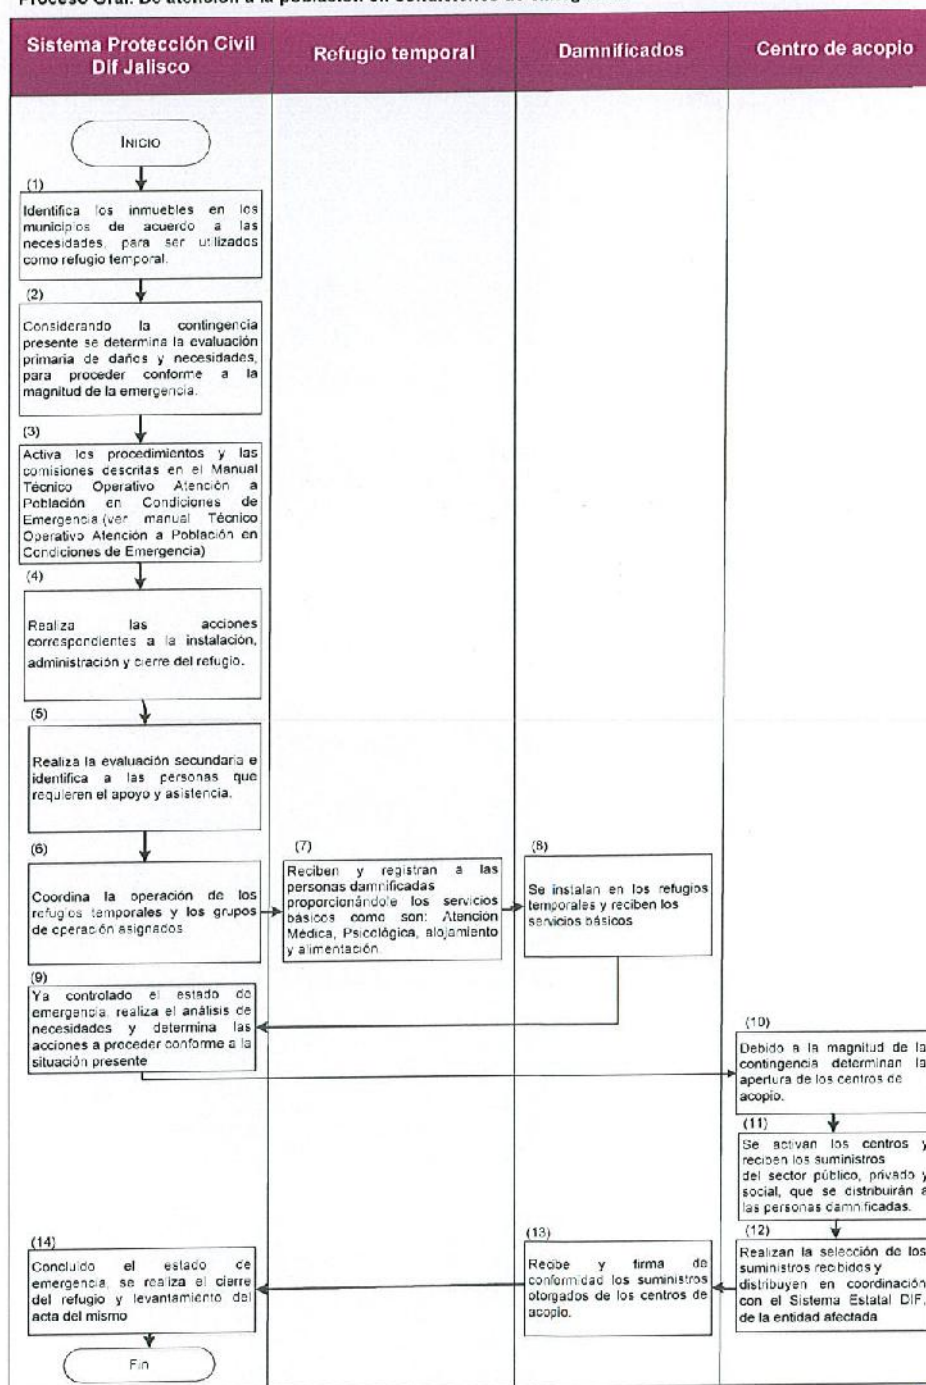 Sistema Protección Civil
Dif Jalisco
Refugio temporal
Damnificados
Centro de acopio
INICIO
(1)
Identifica los inmuebles en los
municipios de acuerdo a las
necesidades, para ser utilizados
como refugio temporal.
(2)
Considerando la contingencia
presente se determina la evaluación
primaria de daños y necesidades,
para proceder conforme a la
magnitud de la emergencia.
(3)
Activa los procedimientos y las
comisiones descritas en el Manual
Técnico Operativo Atención a
Población en Condiciones de
Emergencia.(ver manual Técnico
Operativo Atención a Población en
Condiciones de Emergencia)
(4)
Realiza las acciones
correspondientes a la instalación,
administración y cierre del refugio.
(5)
Realiza la evaluación secundaria e
identifica a las personas que
requieren el apoyo y asistencia.
(6)
Coordina la operación de los
refugios temporales y los grupos
de operación asignados
(7)
Reciben y registran a las
personas damnificadas
proporcionándole los servicios
básicos como son: Atención
Médica, Psicológica, alojamiento
y alimentación.
(8)
Se instalan en los refugios
temporales y reciben los
servicios básicos
(9)
Ya controlado el estado de
emergencia, realiza el análisis de
necesidades y determina las
acciones a proceder conforme a la
situación presente
(10)
Debido a la magnitud de la
contingencia determinan la
apertura de los centros de
acopio.
(11)
Se activan los centros y
reciben los suministros
del sector público, privado y
social, que se distribuirán a
las personas damnificadas.
(12)
Realizan la selección de los
suministros recibidos y
distribuyen en coordinación
con el Sistema Estatal DIF,
de la entidad afectada
(13)
Recibe y firma de
conformidad los suministros
otorgados de los centros de
acopio.
(14)
Concluido el estado de
emergencia, se realiza el cierre
del refugio y levantamiento del
acta del mismo
Fin